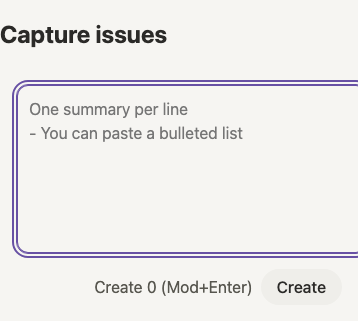 Capture issues
One summary per line
- You can paste a bulleted list
Create 0 (Mod+Enter) Create